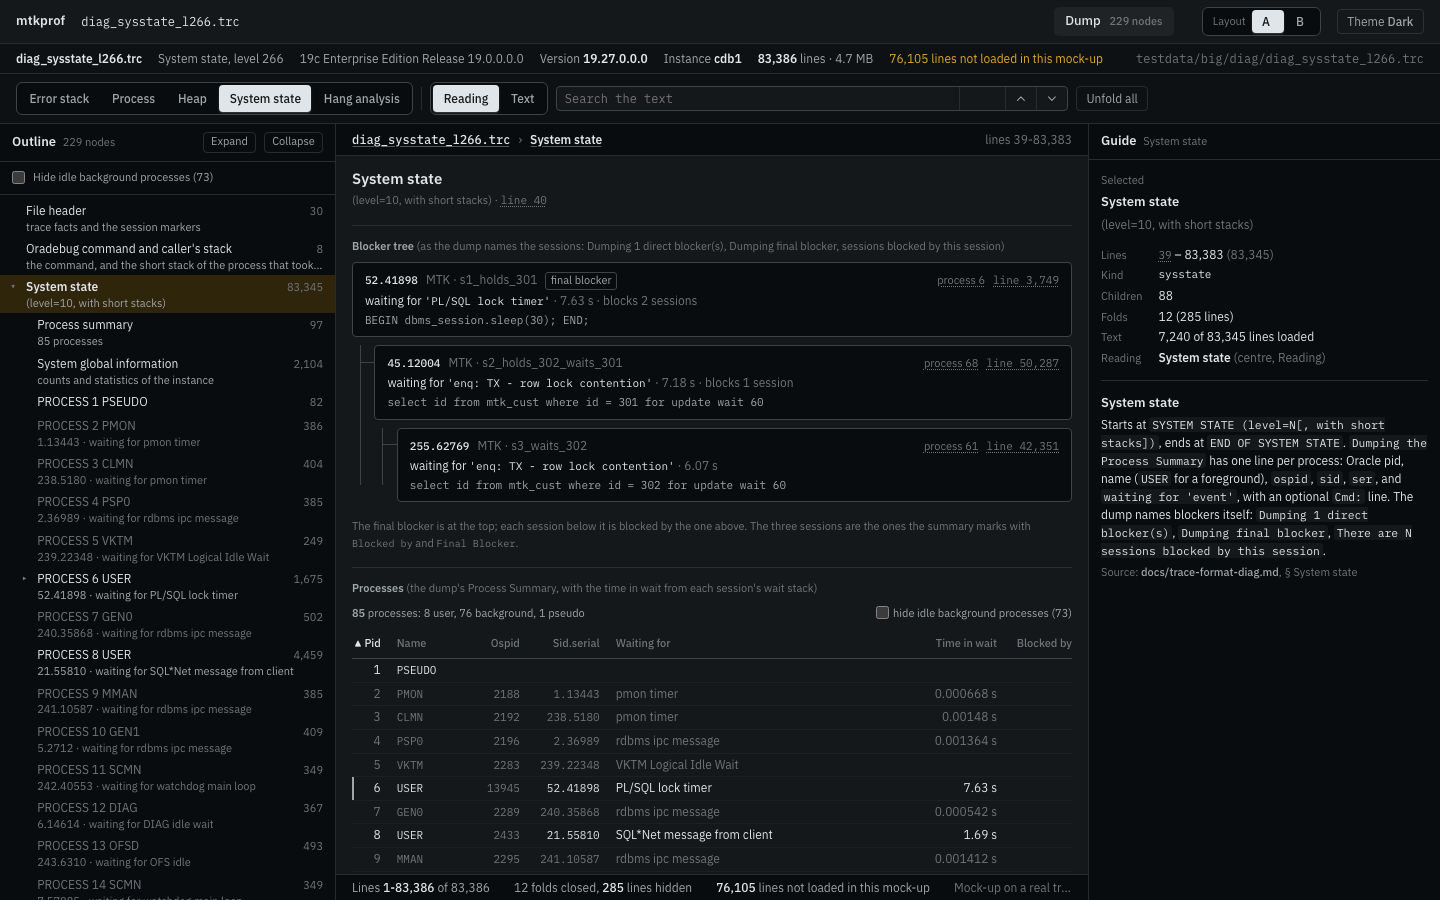 mtkprof diag_sysstate_l266.trc Dump 229 nodes Layout A B Theme Dark
diag_sysstate_l266.trc System state, level 266 19c Enterprise Edition Release 19.0.0.0.0 Version 19.27.0.0.0 Instance cdb1 83,386 lines · 4.7 MB 76,105 lines not loaded in this mock-up testdata/big/diag/diag_sysstate_l266.trc
Error stack Process Heap System state Hang analysis Reading Text Search the text Unfold all
Outline 229 nodes Expand Collapse
Hide idle background processes (73)
File header 30
trace facts and the session markers
Oradebug command and caller's stack 8
the command, and the short stack of the process that took...
System state 83,345
(level=10, with short stacks)
Process summary 97
85 processes
System global information 2,104
counts and statistics of the instance
PROCESS 1 PSEUDO 82
PROCESS 2 PMON 386
1.13443 · waiting for pmon timer
PROCESS 3 CLMN 404
238.5180 · waiting for pmon timer
PROCESS 4 PSP0 385
2.36989 · waiting for rdbms ipc message
PROCESS 5 VKTM 249
239.22348 · waiting for VKTM Logical Idle Wait
PROCESS 6 USER 1,675
52.41898 · waiting for PL/SQL lock timer
PROCESS 7 GEN0 502
240.35868 · waiting for rdbms ipc message
PROCESS 8 USER 4,459
21.55810 · waiting for SQL*Net message from client
PROCESS 9 MMAN 385
241.10587 · waiting for rdbms ipc message
PROCESS 10 GEN1 409
5.2712 · waiting for rdbms ipc message
PROCESS 11 SCMN 349
242.40553 · waiting for watchdog main loop
PROCESS 12 DIAG 367
6.14614 · waiting for DIAG idle wait
PROCESS 13 OFSD 493
243.6310 · waiting for OFS idle
PROCESS 14 SCMN 349
diag_sysstate_l266.trc › System state lines 39-83,383
System state
(level=10, with short stacks) · line 40
Blocker tree (as the dump names the sessions: Dumping 1 direct blocker(s), Dumping final blocker, sessions blocked by this session)
52.41898 MTK · s1_holds_301 final blocker process 6 line 3,749
waiting for 'PL/SQL lock timer' · 7.63 s · blocks 2 sessions
BEGIN dbms_session.sleep(30); END;
45.12004 MTK · s2_holds_302_waits_301 process 68 line 50,287
waiting for 'enq: TX - row lock contention' · 7.18 s · blocks 1 session
select id from mtk_cust where id = 301 for update wait 60
255.62769 MTK · s3_waits_302 process 61 line 42,351
waiting for 'enq: TX - row lock contention' · 6.07 s
select id from mtk_cust where id = 302 for update wait 60
The final blocker is at the top; each session below it is blocked by the one above. The three sessions are the ones the summary marks with
Blocked by and Final Blocker.
Processes (the dump's Process Summary, with the time in wait from each session's wait stack)
85 processes: 8 user, 76 background, 1 pseudo hide idle background processes (73)
▲ Pid Name Ospid Sid.serial Waiting for Time in wait Blocked by
1 PSEUDO
2 PMON 2188 1.13443 pmon timer 0.000668 s
3 CLMN 2192 238.5180 pmon timer 0.00148 s
4 PSP0 2196 2.36989 rdbms ipc message 0.001364 s
5 VKTM 2283 239.22348 VKTM Logical Idle Wait
6 USER 13945 52.41898 PL/SQL lock timer 7.63 s
7 GEN0 2289 240.35868 rdbms ipc message 0.000542 s
8 USER 2433 21.55810 SQL*Net message from client 1.69 s
9 MMAN 2295 241.10587 rdbms ipc message 0.001412 s
Lines 1-83,386 of 83,386 12 folds closed, 285 lines hidden 76,105 lines not loaded in this mock-up Mock-up on a real tr...
Guide System state
Selected
System state
(level=10, with short stacks)
Lines 39 – 83,383 (83,345)
Kind sysstate
Children 88
Folds 12 (285 lines)
Text 7,240 of 83,345 lines loaded
Reading System state (centre, Reading)
System state
Starts at SYSTEM STATE (level=N[, with short
stacks]), ends at END OF SYSTEM STATE. Dumping the
Process Summary has one line per process: Oracle pid,
name (USER for a foreground), ospid, sid, ser, and
waiting for 'event', with an optional Cmd: line. The
dump names blockers itself: Dumping 1 direct
blocker(s), Dumping final blocker, There are N
sessions blocked by this session.
Source: docs/trace-format-diag.md, § System state